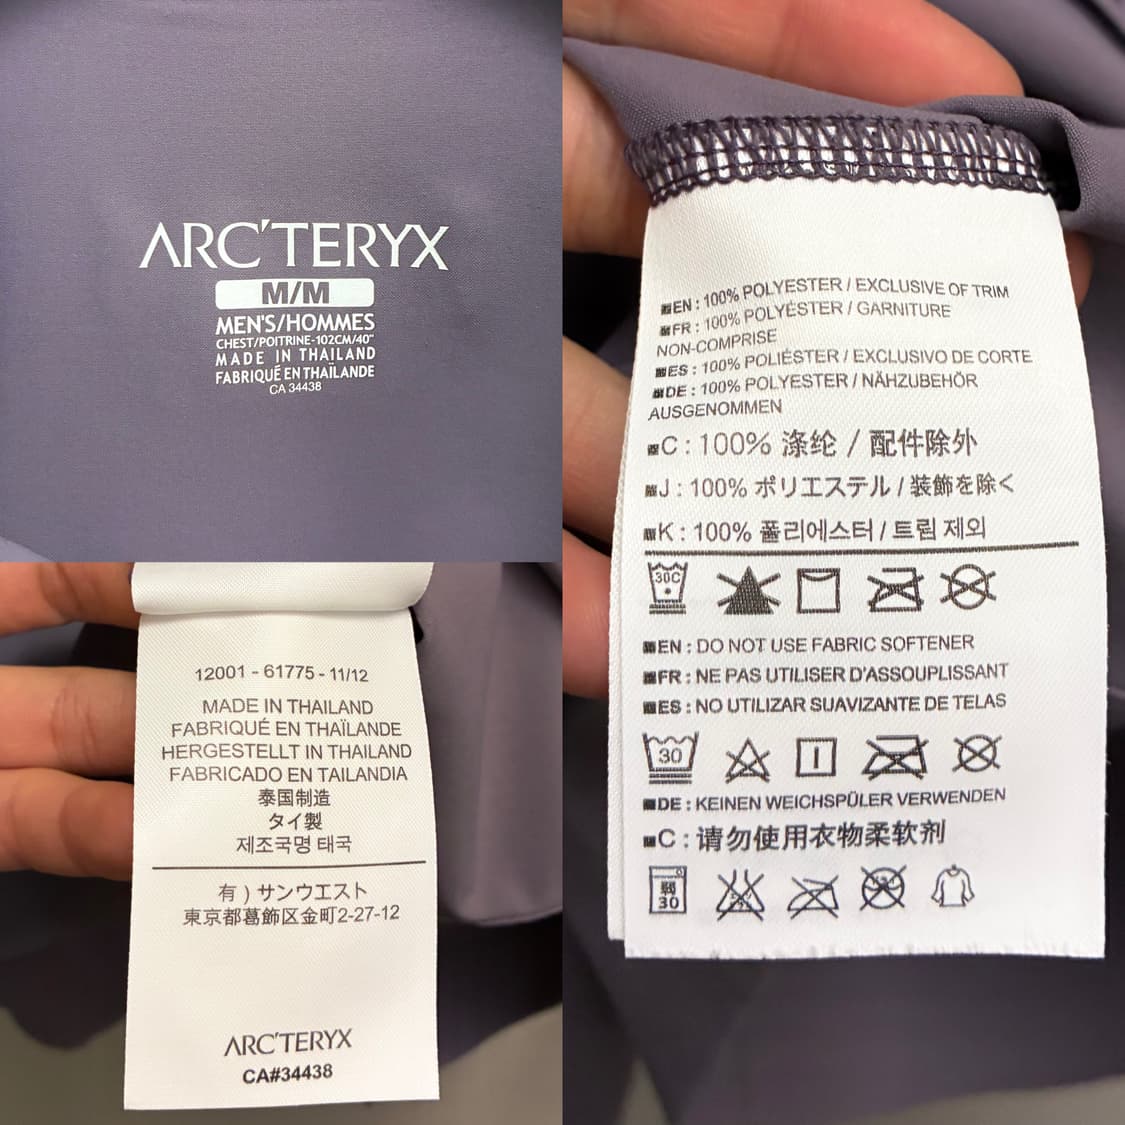 ARC'TERYX
M/M
MEN'S/HOMMES
CHEST/POITRINE-102CM/40"
MADE IN THAILAND
FABRIQUÉ EN THAÏLANDE
CA 34438
EN : 100% POLYESTER / EXCLUSIVE OF TRIM
FR : 100% POLYÉSTER / GARNITURE
NON-COMPRISE
ES : 100% POLIÉSTER / EXCLUSIVO DE CORTE
DE : 100% POLYESTER / NÄHZUBEHÖR
AUSGENOMMEN
C : 100% 涤纶 / 配件除外
J : 100% ポリエステル / 装飾を除く
K : 100% 폴리에스터 / 트림 제외
30C
EN : DO NOT USE FABRIC SOFTENER
FR : NE PAS UTILISER D'ASSOUPLISSANT
ES : NO UTILIZAR SUAVIZANTE DE TELAS
30
DE : KEINEN WEICHSPÜLER VERWENDEN
C : 请勿使用衣物柔软剂
弱
30
12001 - 61775 - 11/12
MADE IN THAILAND
FABRIQUÉ EN THAÏLANDE
HERGESTELLT IN THAILAND
FABRICADO EN TAILANDIA
泰国制造
タイ製
제조국명 태국
有 ) サンウエスト
東京都葛飾区金町2-27-12
ARC'TERYX
CA#34438